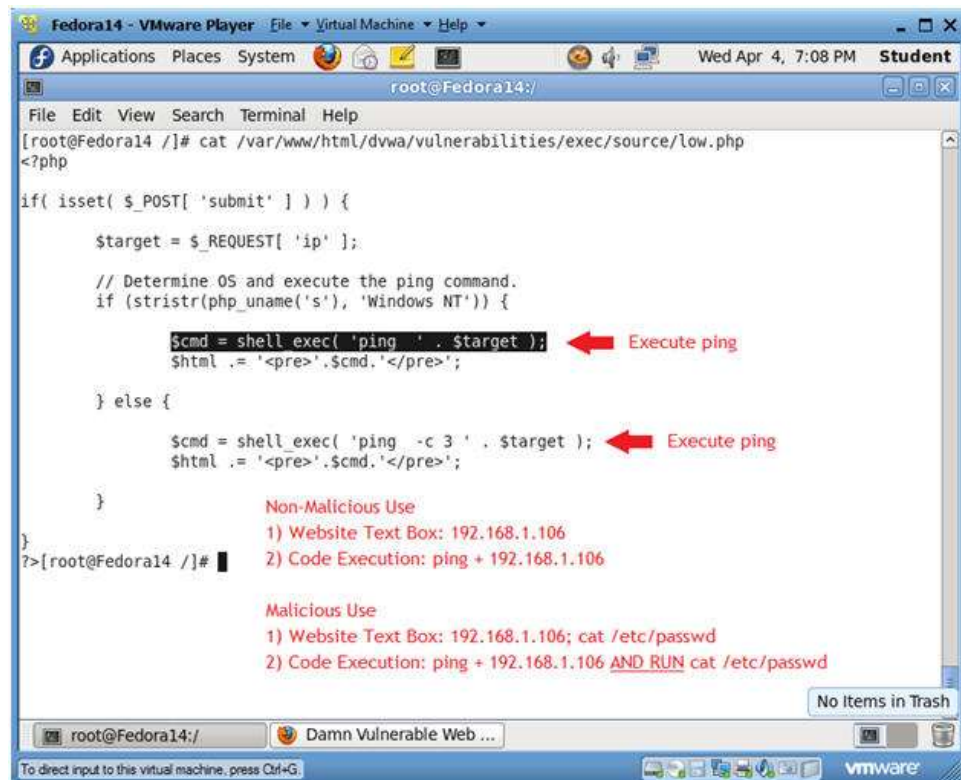 Fedora14 - VMware Player File ▾ Virtual Machine ▾ Help ▾
Applications Places System Wed Apr 4, 7:08 PM Student
root@Fedora14:/
File Edit View Search Terminal Help
[root@Fedora14 /]# cat /var/www/html/dvwa/vulnerabilities/exec/source/low.php
<?php
if( isset( $_POST[ 'submit' ] ) ) {
$target = $_REQUEST[ 'ip' ];
// Determine OS and execute the ping command.
if (stristr(php_uname('s'), 'Windows NT')) {
$cmd = shell_exec( 'ping  ' . $target ); Execute ping
$html .= '<pre>'.$cmd.'</pre>';
} else {
$cmd = shell_exec( 'ping  -c 3 ' . $target ); Execute ping
$html .= '<pre>'.$cmd.'</pre>';
}
Non-Malicious Use
1) Website Text Box: 192.168.1.106
}
?>[root@Fedora14 /]#
2) Code Execution: ping + 192.168.1.106
Malicious Use
1) Website Text Box: 192.168.1.106; cat /etc/passwd
2) Code Execution: ping + 192.168.1.106 AND RUN cat /etc/passwd
No Items in Trash
root@Fedora14:/ Damn Vulnerable Web ...
To direct input to this virtual machine, press Ctrl+G. vmware